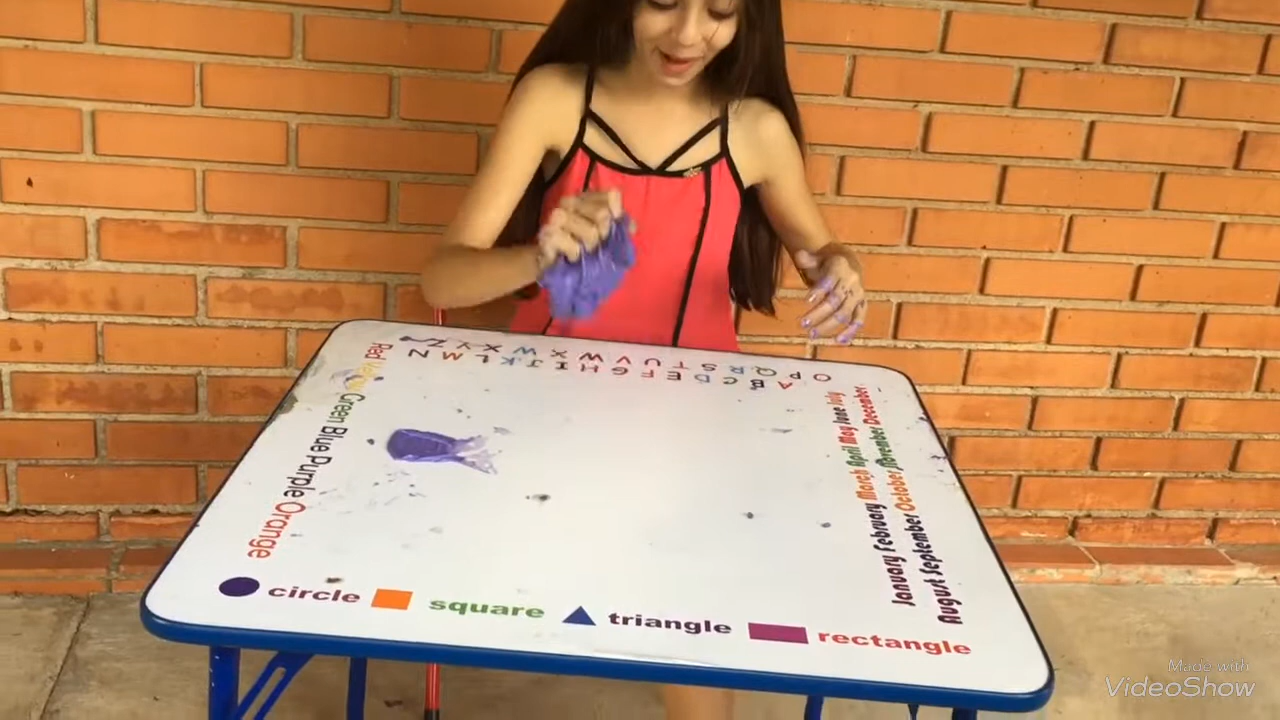 Red Yellow Green Blue Purple Orange
circle square triangle rectangle
January February March April May June July
August September October November December
A B C D E F G H I J K L M N
O P Q R S T U V W X
Made with
VideoShow